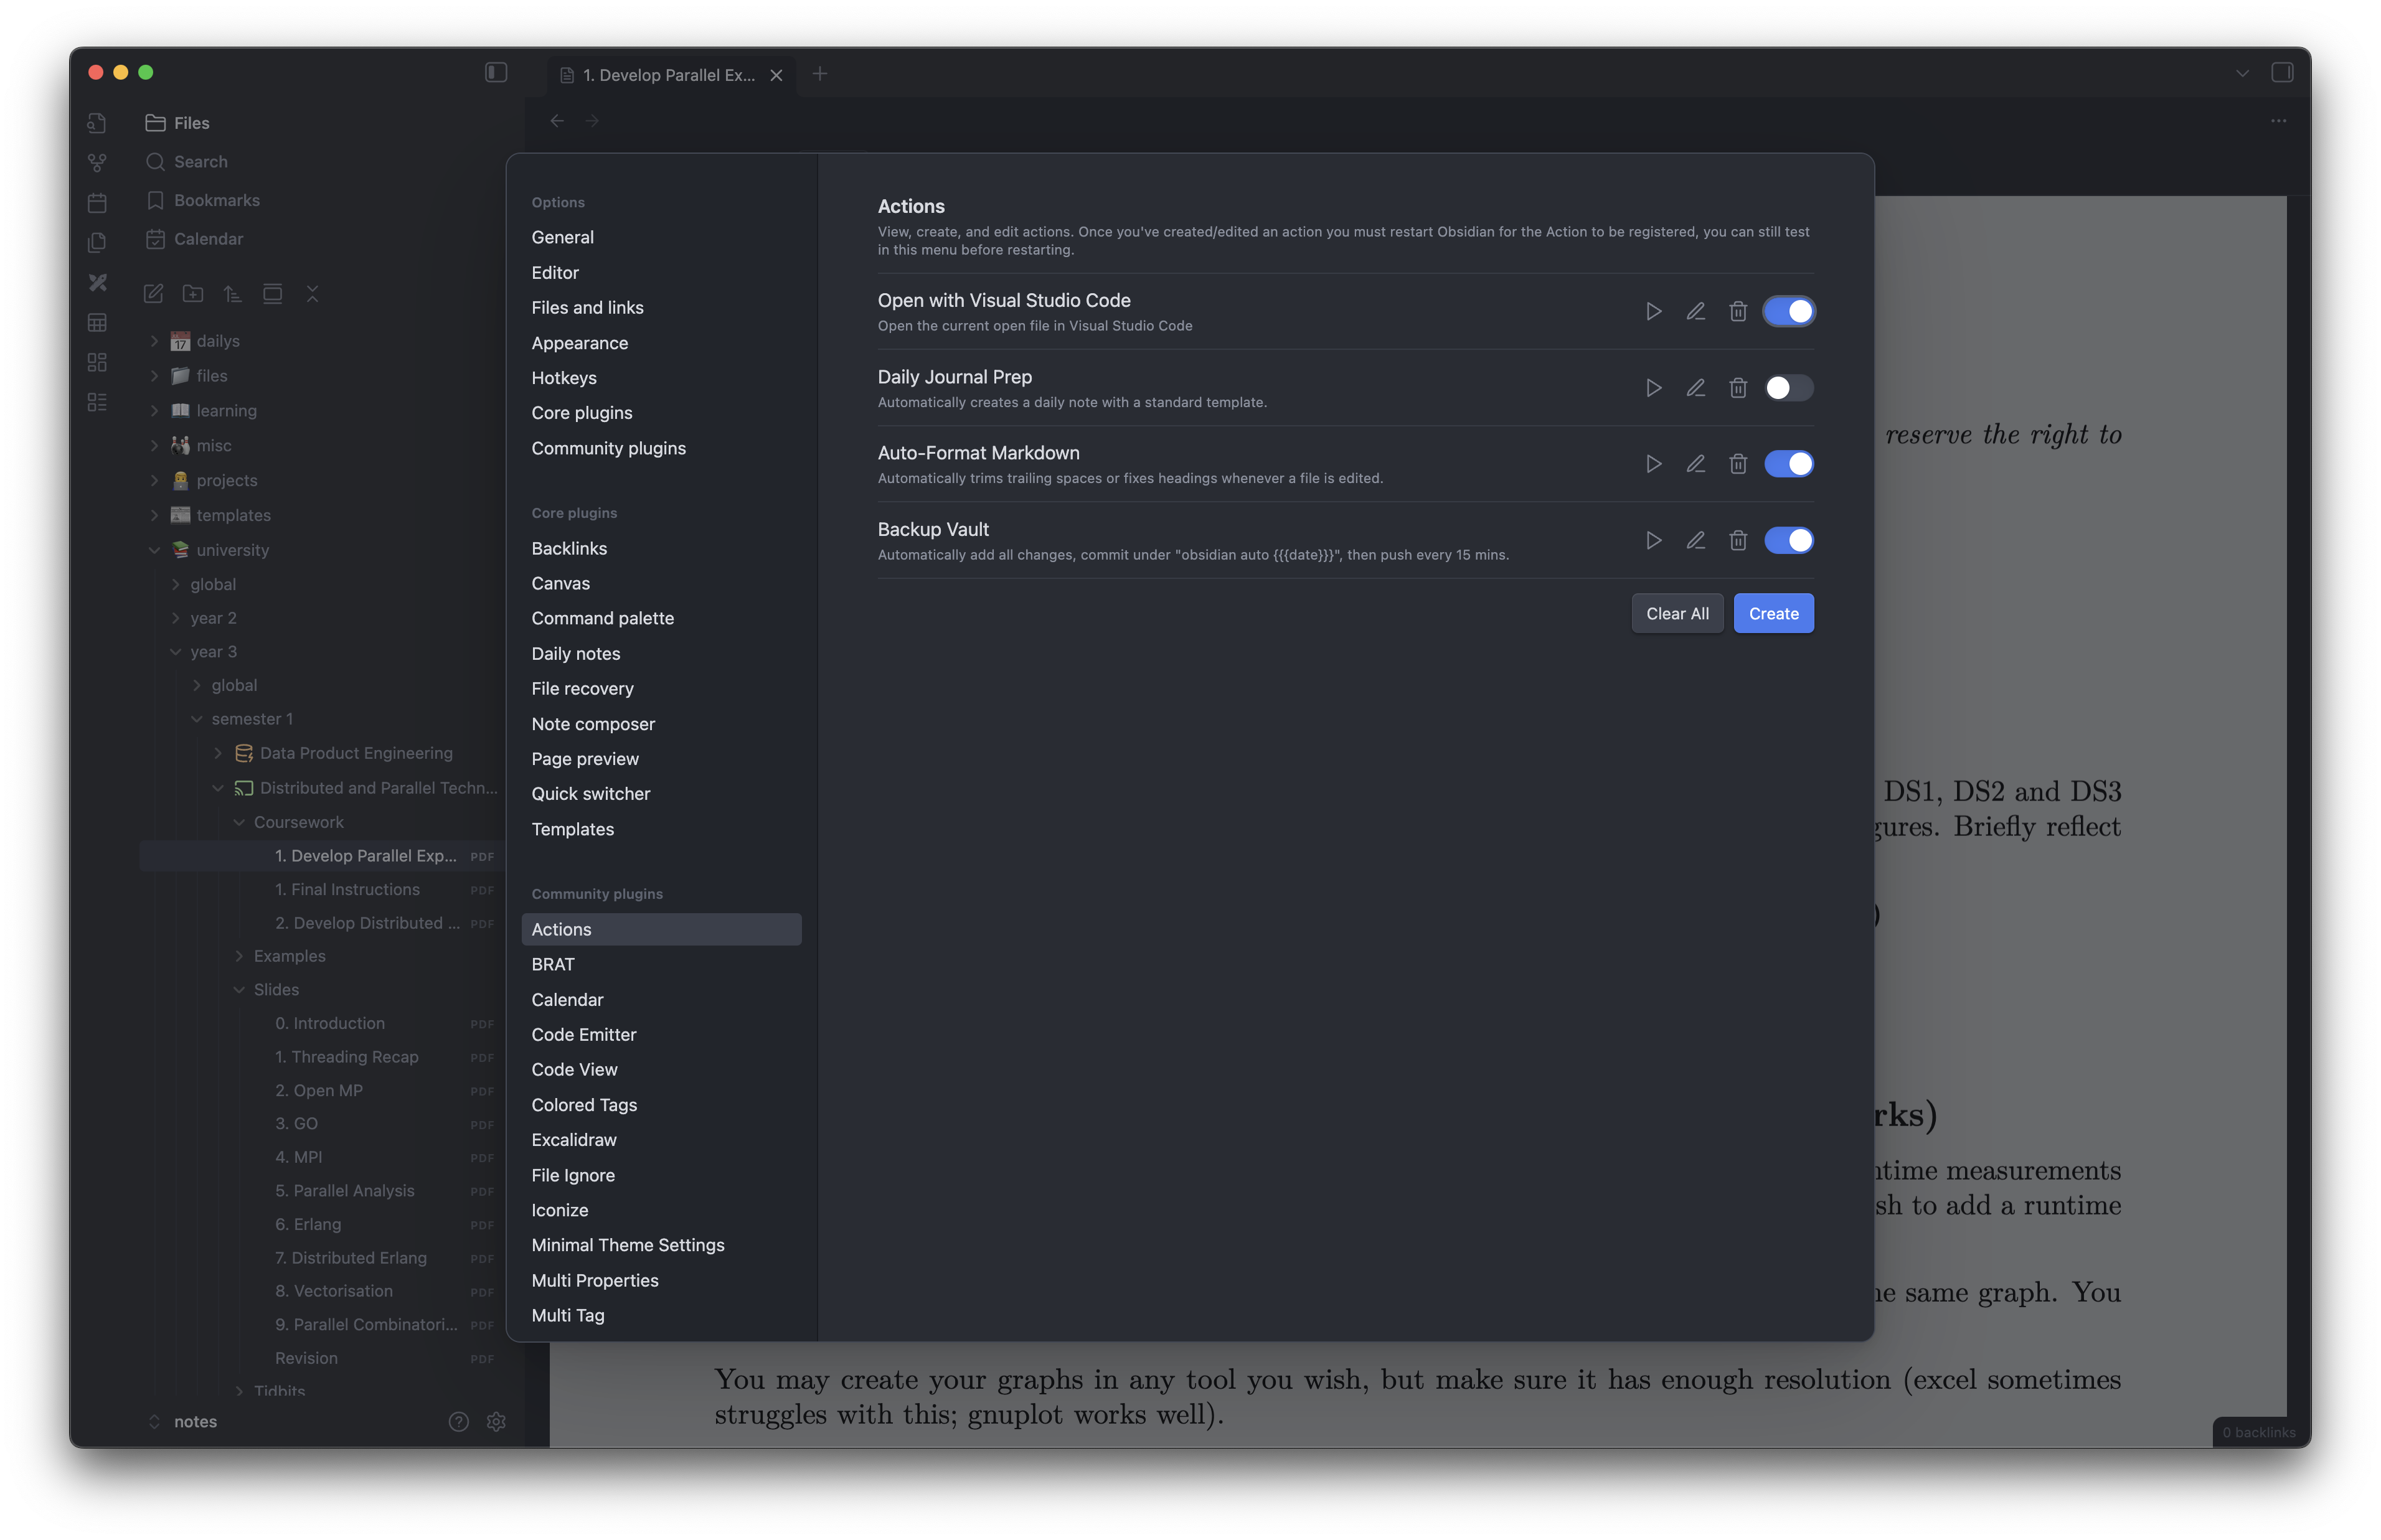 1. Develop Parallel Ex...
Files
Search
Bookmarks
Calendar
17
dailys
files
learning
misc
projects
templates
university
global
year 2
year 3
global
semester 1
Data Product Engineering
Distributed and Parallel Techn...
Coursework
1. Develop Parallel Exp... PDF
1. Final Instructions PDF
2. Develop Distributed ... PDF
Examples
Slides
0. Introduction PDF
1. Threading Recap PDF
2. Open MP PDF
3. GO PDF
4. MPI PDF
5. Parallel Analysis PDF
6. Erlang PDF
7. Distributed Erlang PDF
8. Vectorisation PDF
9. Parallel Combinatori... PDF
Revision PDF
Tidbits
notes
Options
General
Editor
Files and links
Appearance
Hotkeys
Core plugins
Community plugins
Core plugins
Backlinks
Canvas
Command palette
Daily notes
File recovery
Note composer
Page preview
Quick switcher
Templates
Community plugins
Actions
BRAT
Calendar
Code Emitter
Code View
Colored Tags
Excalidraw
File Ignore
Iconize
Minimal Theme Settings
Multi Properties
Multi Tag
Actions
View, create, and edit actions. Once you've created/edited an action you must restart Obsidian for the Action to be registered, you can still test
in this menu before restarting.
Open with Visual Studio Code
Open the current open file in Visual Studio Code
Daily Journal Prep
Automatically creates a daily note with a standard template.
Auto-Format Markdown
Automatically trims trailing spaces or fixes headings whenever a file is edited.
Backup Vault
Automatically add all changes, commit under "obsidian auto {{{date}}}", then push every 15 mins.
Clear All Create
reserve the right to
DS1, DS2 and DS3
gures. Briefly reflect
)
rks)
ntime measurements
sh to add a runtime
he same graph. You
You may create your graphs in any tool you wish, but make sure it has enough resolution (excel sometimes
struggles with this; gnuplot works well).
0 backlinks